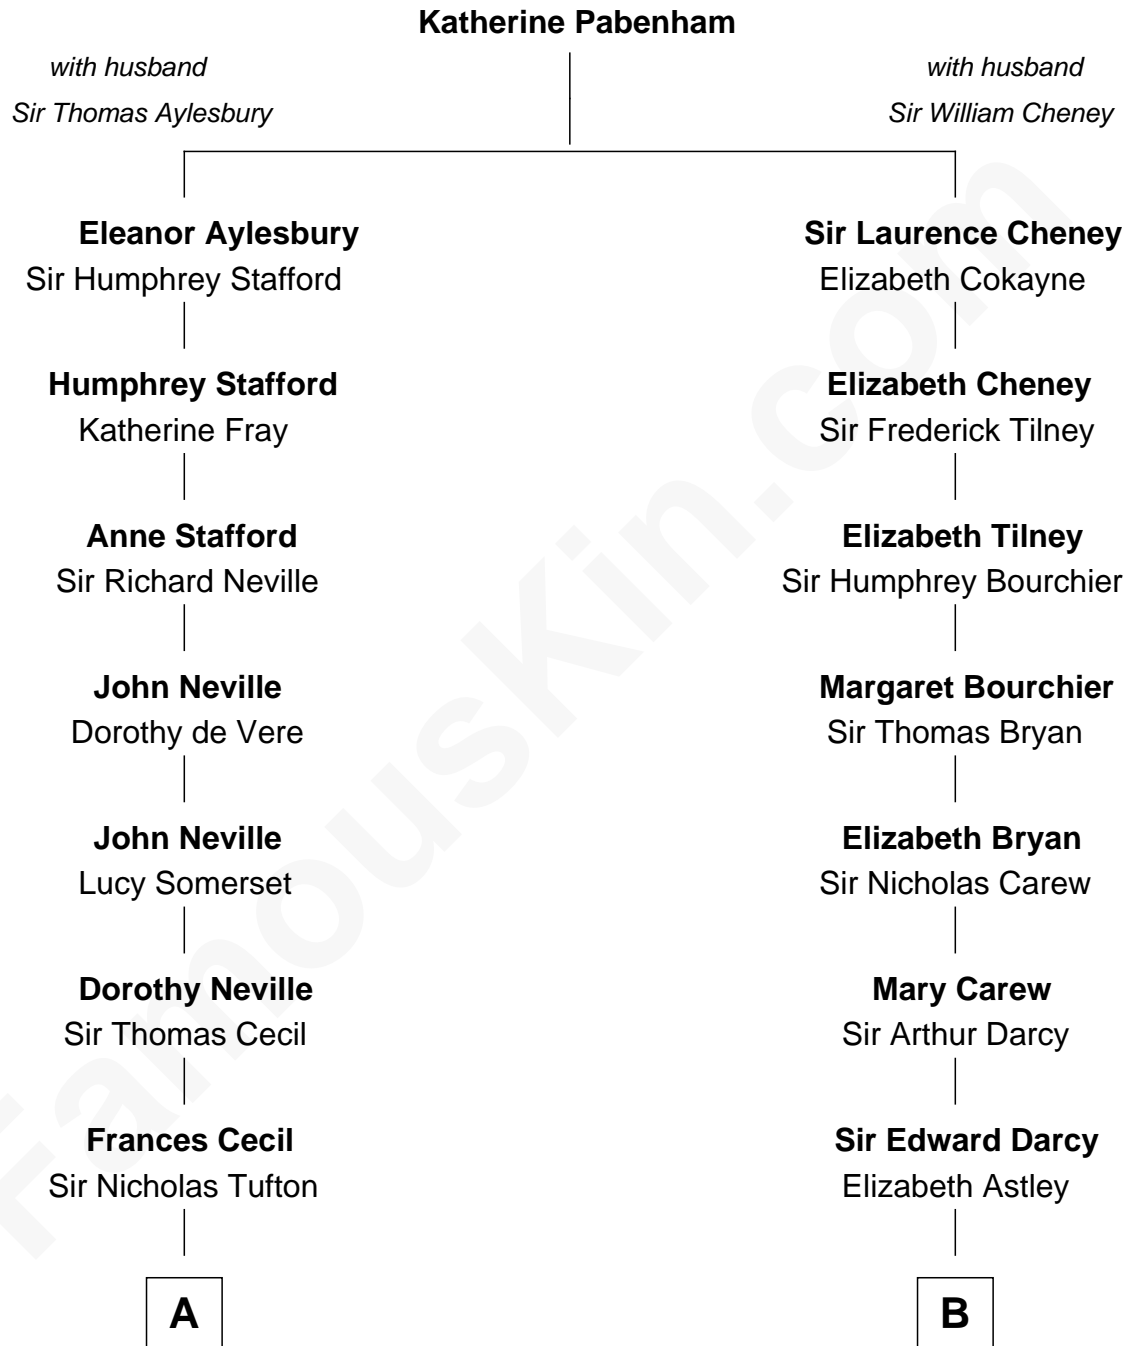 Katherine Pabenham
with husband
Sir Thomas Aylesbury
with husband
Sir William Cheney
Eleanor Aylesbury
Sir Humphrey Stafford
Sir Laurence Cheney
Elizabeth Cokayne
Humphrey Stafford
Katherine Fray
Elizabeth Cheney
Sir Frederick Tilney
Anne Stafford
Sir Richard Neville
Elizabeth Tilney
Sir Humphrey Bourchier
John Neville
Dorothy de Vere
Margaret Bourchier
Sir Thomas Bryan
John Neville
Lucy Somerset
Elizabeth Bryan
Sir Nicholas Carew
Dorothy Neville
Sir Thomas Cecil
Mary Carew
Sir Arthur Darcy
Frances Cecil
Sir Nicholas Tufton
Sir Edward Darcy
Elizabeth Astley
A
B
FamousKin.com